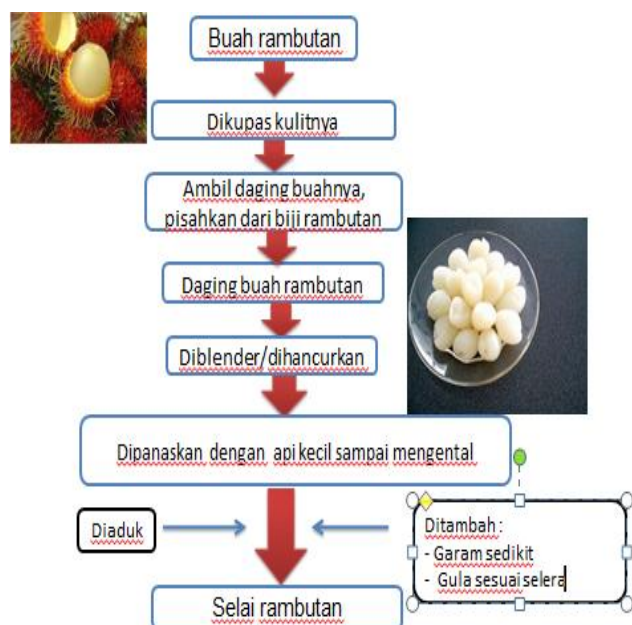 Buah rambutan
Dikupas kulitnya
Ambil daging buahnya,
pisahkan dari biji rambutan
Daging buah rambutan
Diblender/dihancurkan
Dipanaskan dengan api kecil sampai mengental
Diaduk
Ditambah :
- Garam sedikit
- Gula sesuai selera
Selai rambutan